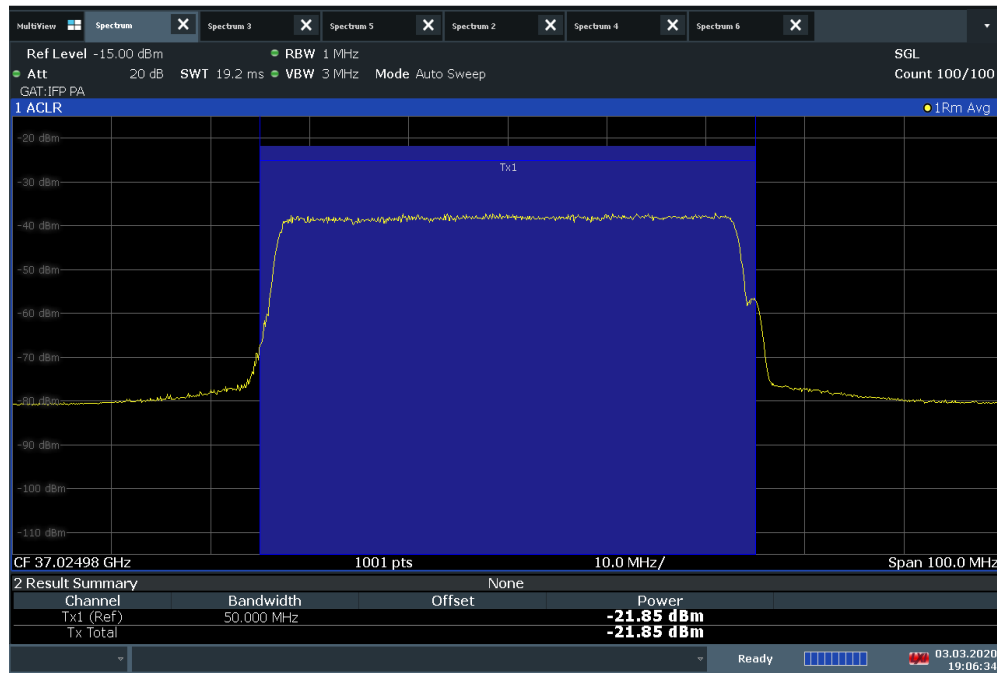 MultiView Spectrum X Spectrum 3 X Spectrum 5 X Spectrum 2 X Spectrum 4 X Spectrum 6 X
Ref Level -15.00 dBm RBW 1 MHz SGL
Att 20 dB SWT 19.2 ms VBW 3 MHz Mode Auto Sweep Count 100/100
GAT:IFP PA
1 ACLR 1Rm Avg
-20 dBm
Tx1
-30 dBm
-40 dBm
-50 dBm
-60 dBm
-70 dBm
-80 dBm
-90 dBm
-100 dBm
-110 dBm
CF 37.02498 GHz 1001 pts 10.0 MHz/ Span 100.0 MHz
2 Result Summary None
Channel Bandwidth Offset Power
Tx1 (Ref) 50.000 MHz -21.85 dBm
Tx Total -21.85 dBm
Ready 03.03.2020
19:06:34